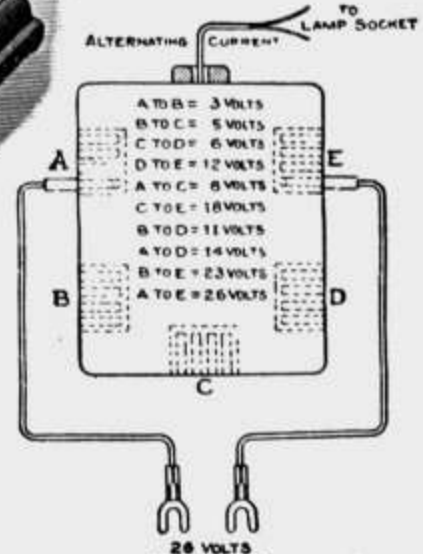 TO
LAMP SOCKET
ALTERNATING CURRENT
A TO B = 3 VOLTS
B TO C = 5 VOLTS
C TO D = 6 VOLTS
D TO E = 12 VOLTS
A TO C = 8 VOLTS
C TO E = 18 VOLTS
B TO D = 11 VOLTS
A TO D = 14 VOLTS
B TO E = 23 VOLTS
A TO E = 26 VOLTS
A
E
B
D
C
26 VOLTS